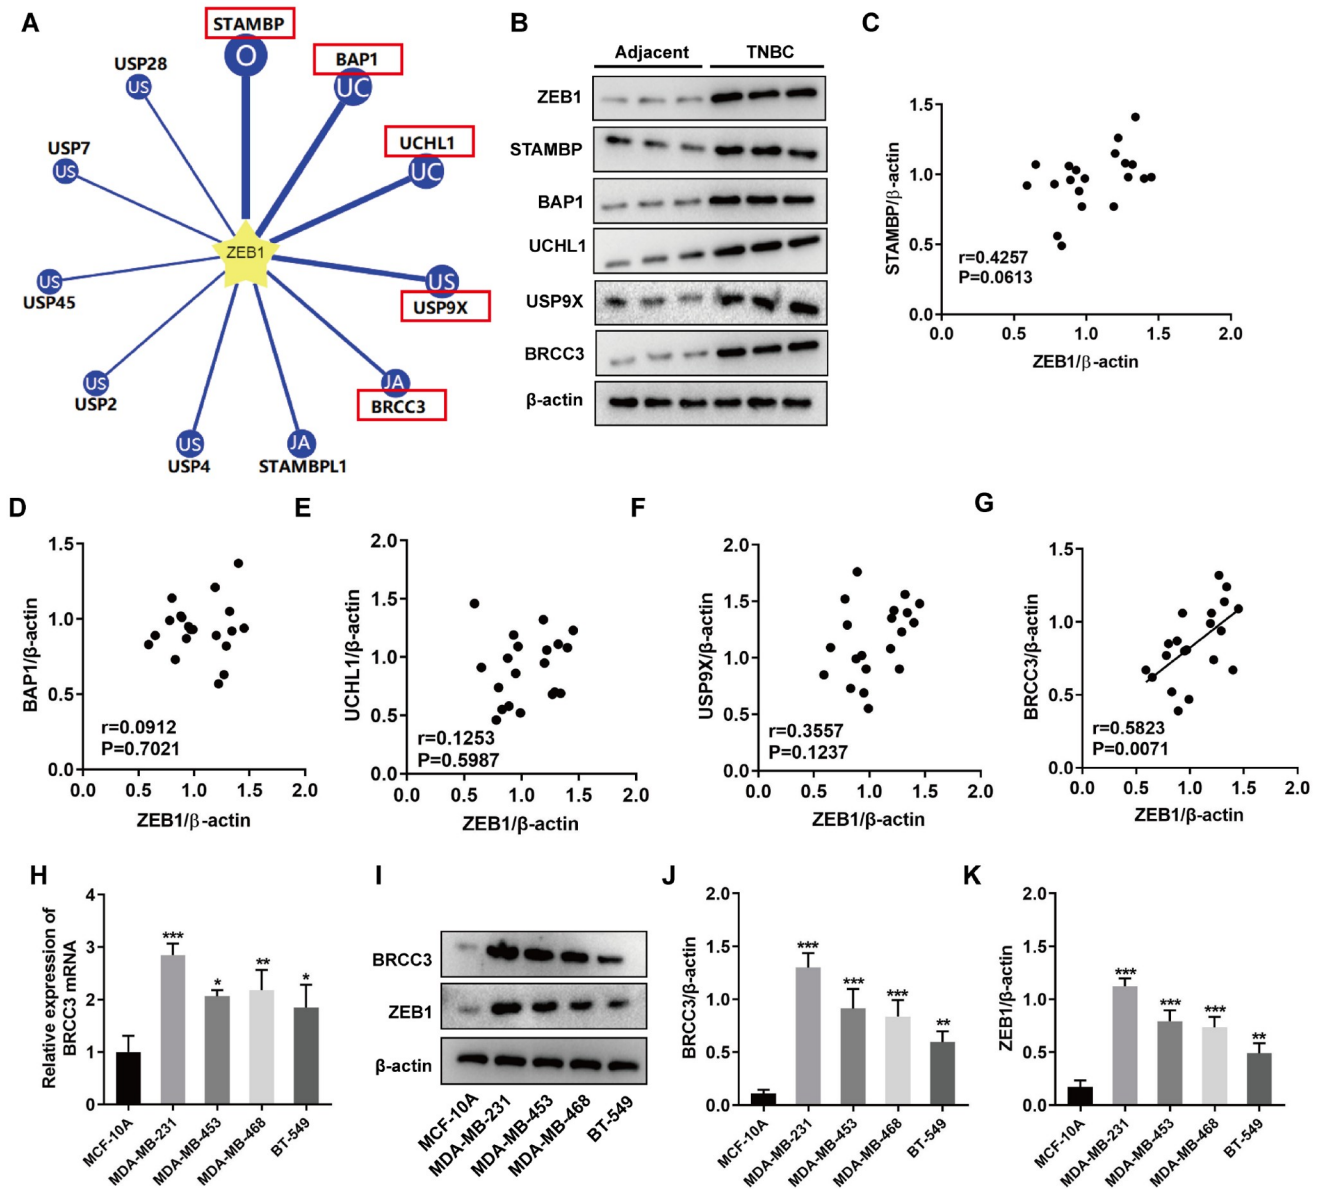 A
STAMBP
O
BAP1
UC
UCHL1
UC
US
USP9X
JA
BRCC3
JA
STAMBPL1
US
USP4
US
USP2
US
USP45
USP7
US
USP28
US
ZEB1
B
Adjacent TNBC
ZEB1
STAMBP
BAP1
UCHL1
USP9X
BRCC3
β-actin
C
STAMBP/β-actin
1.5
1.0
0.5
0.0
r=0.4257
P=0.0613
0.0 0.5 1.0 1.5 2.0
ZEB1/β-actin
D
BAP1/β-actin
1.5
1.0
0.5
0.0
r=0.0912
P=0.7021
0.0 0.5 1.0 1.5 2.0
ZEB1/β-actin
E
UCHL1/β-actin
2.0
1.5
1.0
0.5
0.0
r=0.1253
P=0.5987
0.0 0.5 1.0 1.5 2.0
ZEB1/β-actin
F
USP9X/β-actin
2.0
1.5
1.0
0.5
0.0
r=0.3557
P=0.1237
0.0 0.5 1.0 1.5 2.0
ZEB1/β-actin
G
BRCC3/β-actin
1.5
1.0
0.5
0.0
r=0.5823
P=0.0071
0.0 0.5 1.0 1.5 2.0
ZEB1/β-actin
H
Relative expression of
BRCC3 mRNA
4
3
2
1
0
*** * ** *
MCF-10A MDA-MB-231 MDA-MB-453 MDA-MB-468 BT-549
I
BRCC3
ZEB1
β-actin
MCF-10A MDA-MB-231 MDA-MB-453 MDA-MB-468 BT-549
J
BRCC3/β-actin
2.0
1.5
1.0
0.5
0.0
*** *** *** **
MCF-10A MDA-MB-231 MDA-MB-453 MDA-MB-468 BT-549
K
ZEB1/β-actin
2.0
1.5
1.0
0.5
0.0
*** *** *** **
MCF-10A MDA-MB-231 MDA-MB-453 MDA-MB-468 BT-549